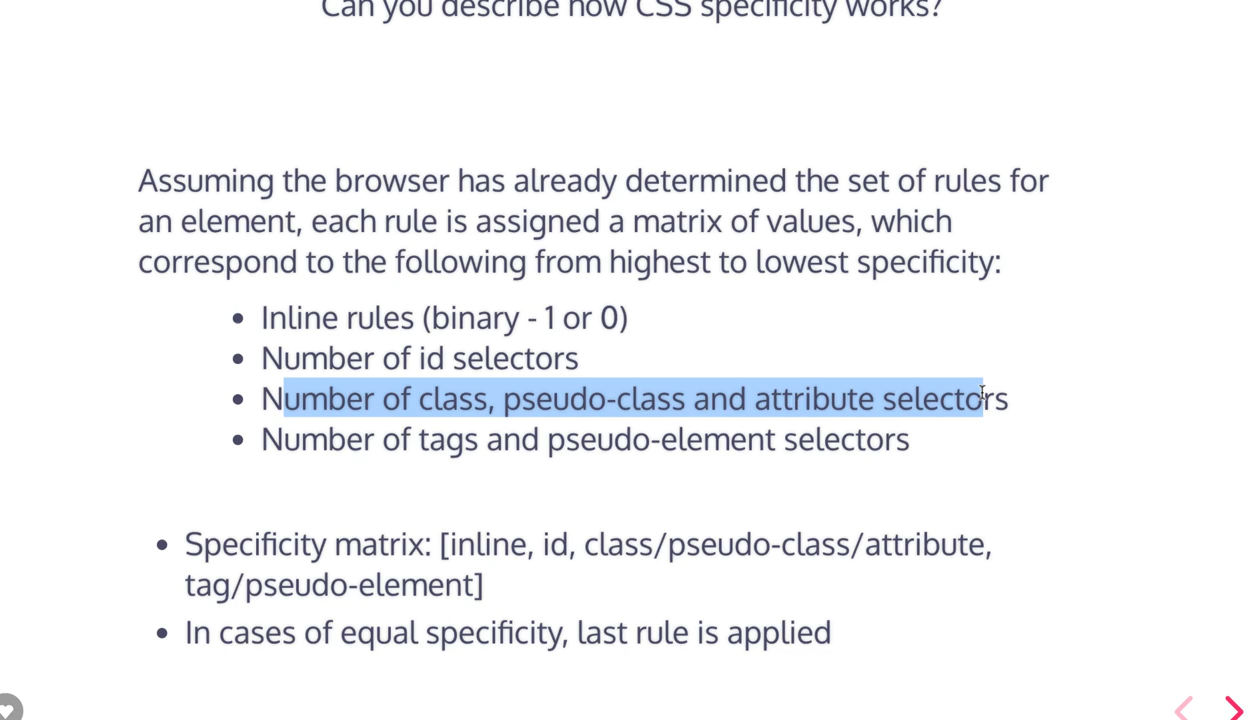 Can you describe how CSS specificity works?
Assuming the browser has already determined the set of rules for
an element, each rule is assigned a matrix of values, which
correspond to the following from highest to lowest specificity:
• Inline rules (binary - 1 or 0)
• Number of id selectors
• Number of class, pseudo-class and attribute selectors
• Number of tags and pseudo-element selectors
• Specificity matrix: [inline, id, class/pseudo-class/attribute,
tag/pseudo-element]
• In cases of equal specificity, last rule is applied